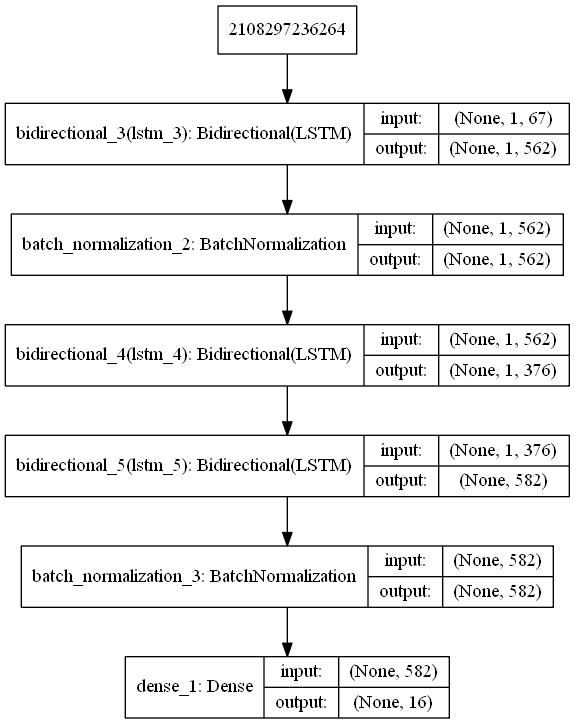 2108297236264
bidirectional_3(lstm_3): Bidirectional(LSTM)
input: (None, 1, 67)
output: (None, 1, 562)
batch_normalization_2: BatchNormalization
input: (None, 1, 562)
output: (None, 1, 562)
bidirectional_4(lstm_4): Bidirectional(LSTM)
input: (None, 1, 562)
output: (None, 1, 376)
bidirectional_5(lstm_5): Bidirectional(LSTM)
input: (None, 1, 376)
output: (None, 582)
batch_normalization_3: BatchNormalization
input: (None, 582)
output: (None, 582)
dense_1: Dense
input: (None, 582)
output: (None, 16)